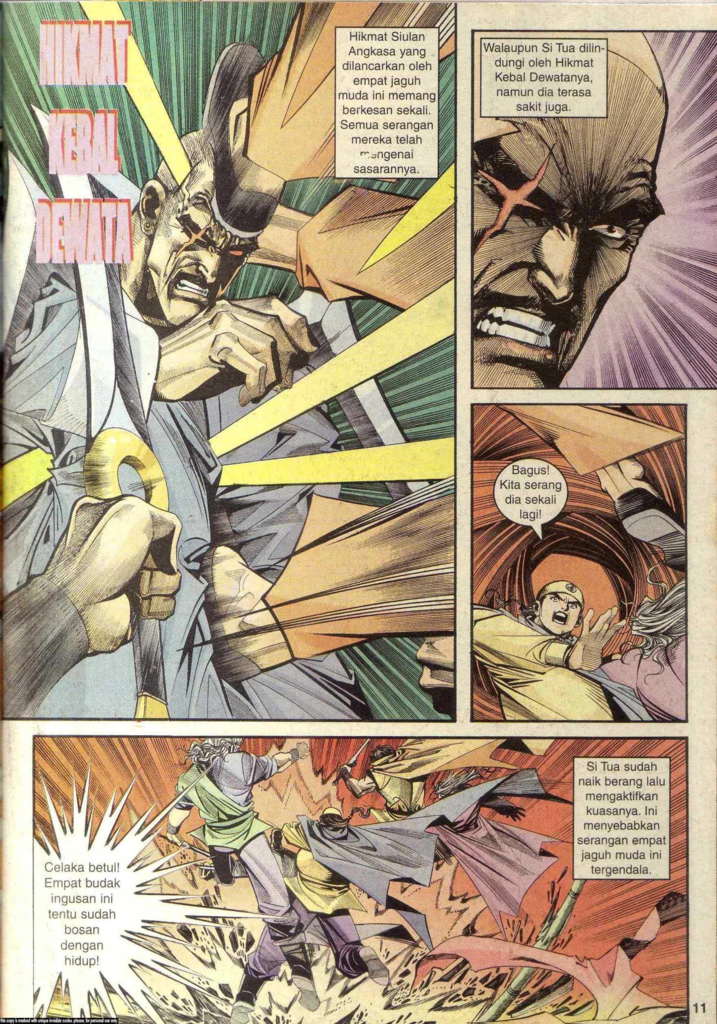 HIKMAT
KEBAL
DEWATA
Hikmat Siulan
Angkasa yang
dilancarkan oleh
empat jaguh
muda ini memang
berkesan sekali.
Semua serangan
mereka telah
mengenai
sasarannya.
Walaupun Si Tua dilin-
dungi oleh Hikmat
Kebal Dewatanya,
namun dia terasa
sakit juga.
Bagus!
Kita serang
dia sekali
lagi!
Si Tua sudah
naik berang lalu
mengaktifkan
kuasanya. Ini
menyebabkan
serangan empat
jaguh muda ini
tergendala.
Celaka betul!
Empat budak
ingusan ini
tentu sudah
bosan
dengan
hidup!
11